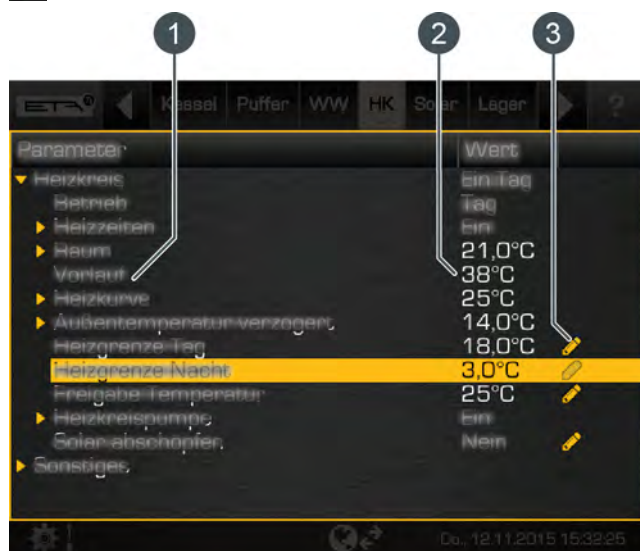 1 2 3
ETA Kessel Puffer WW HK Solar Lager ?
Parameter Wert
Heizkreis Ein Tag
Betrieb Tag
Heizzeiten Ein
Raum 21,0°C
Vorlauf 38°C
Heizkurve 25°C
Außentemperatur verzögert 14,0°C
Heizgrenze Tag 18,0°C
Heizgrenze Nacht 3,0°C
Freigabe Temperatur 25°C
Heizkreispumpe Ein
Solar abschöpfen Nein
Sonstiges
! Do., 12.11.2015 15:32:25